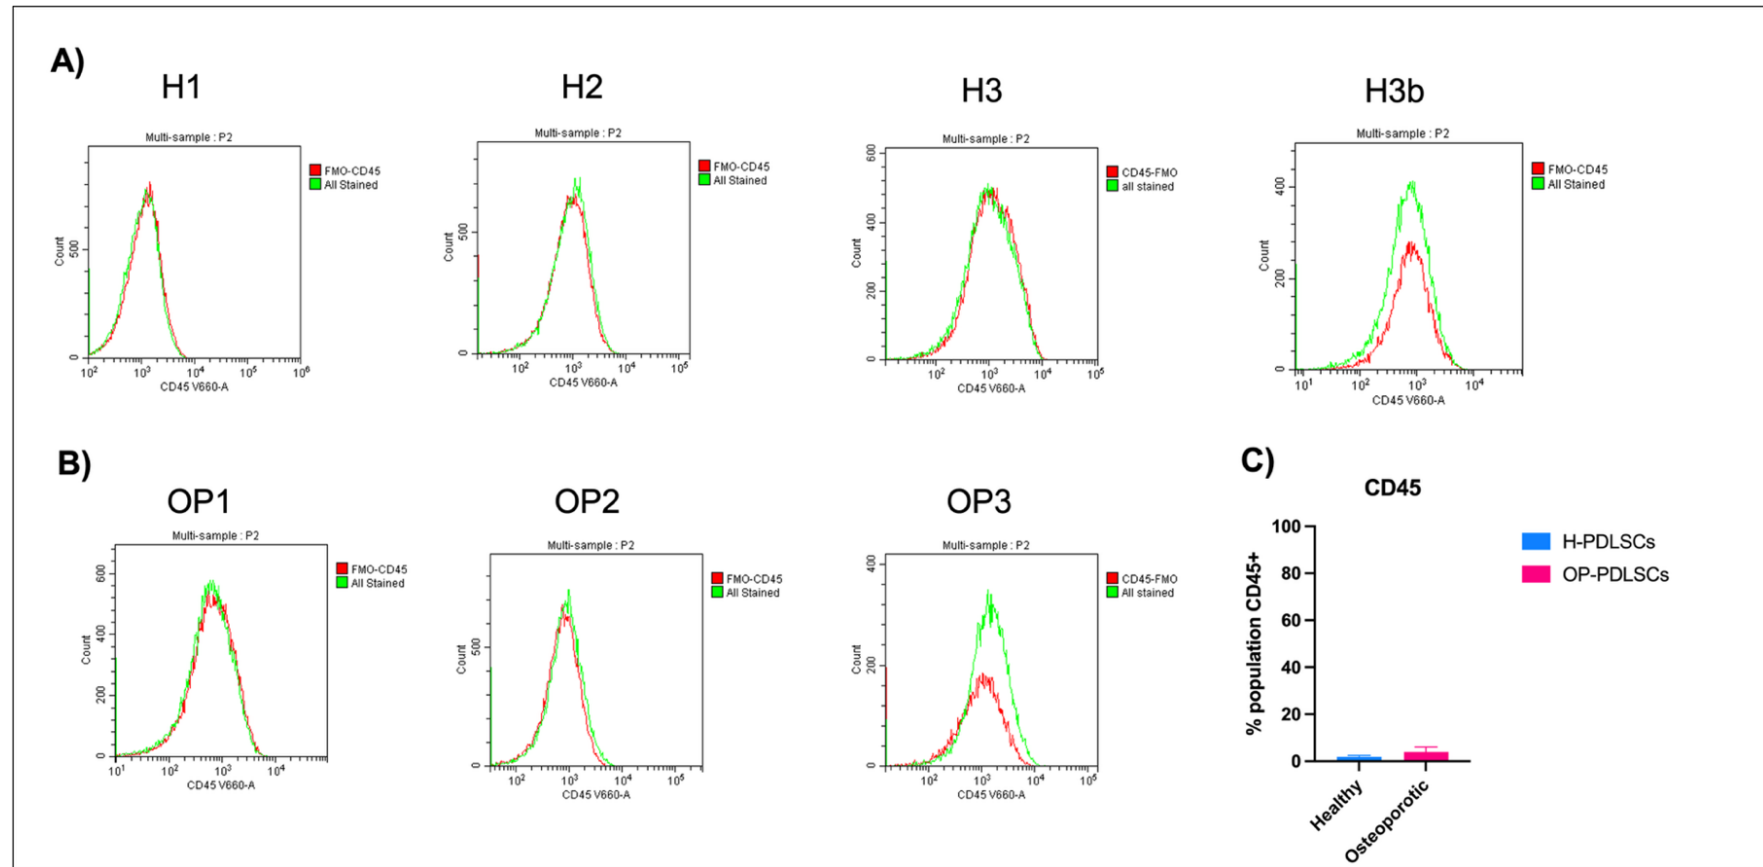 A)
H1
Multi-sample : P2
Count
500
0
10² 10³ 10⁴ 10⁵ 10⁶
CD45 V660-A
FMO-CD45
All Stained
H2
Multi-sample : P2
Count
500
0
10² 10³ 10⁴ 10⁵
CD45 V660-A
FMO-CD45
All Stained
H3
Multi-sample : P2
Count
600
400
200
0
10² 10³ 10⁴ 10⁵
CD45 V660-A
CD45-FMO
all stained
H3b
Multi-sample : P2
Count
400
200
0
10¹ 10² 10³ 10⁴
CD45 V660-A
FMO-CD45
All Stained
B)
OP1
Multi-sample : P2
Count
600
400
200
0
10¹ 10² 10³ 10⁴
CD45 V660-A
FMO-CD45
All Stained
OP2
Multi-sample : P2
Count
500
0
10² 10³ 10⁴ 10⁵
CD45 V660-A
FMO-CD45
All Stained
OP3
Multi-sample : P2
Count
400
200
0
10² 10³ 10⁴ 10⁵
CD45 V660-A
CD45-FMO
All stained
C)
CD45
% population CD45+
100
80
60
40
20
0
Healthy
Osteoporotic
H-PDLSCs
OP-PDLSCs